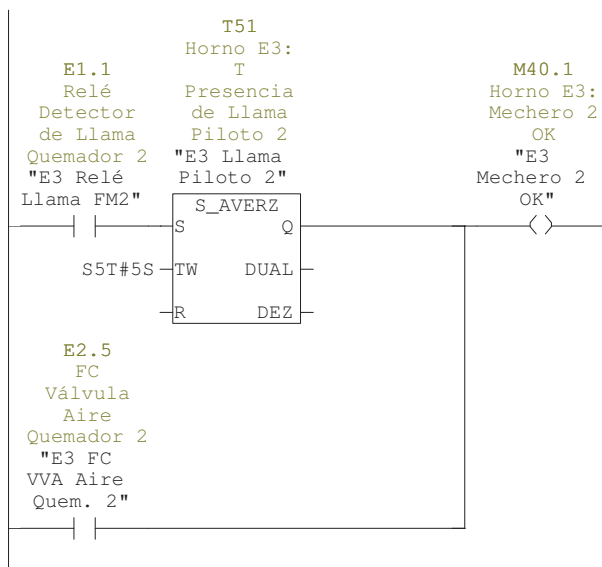 T51
Horno E3:
T
Presencia
de Llama
Piloto 2
"E3 Llama
Piloto 2"
E1.1
Relé
Detector
de Llama
Quemador 2
"E3 Relé
Llama FM2"
M40.1
Horno E3:
Mechero 2
OK
"E3
Mechero 2
OK"
S_AVERZ
S Q
S5T#5S TW DUAL
R DEZ
E2.5
FC
Válvula
Aire
Quemador 2
"E3 FC
VVA Aire
Quem. 2"